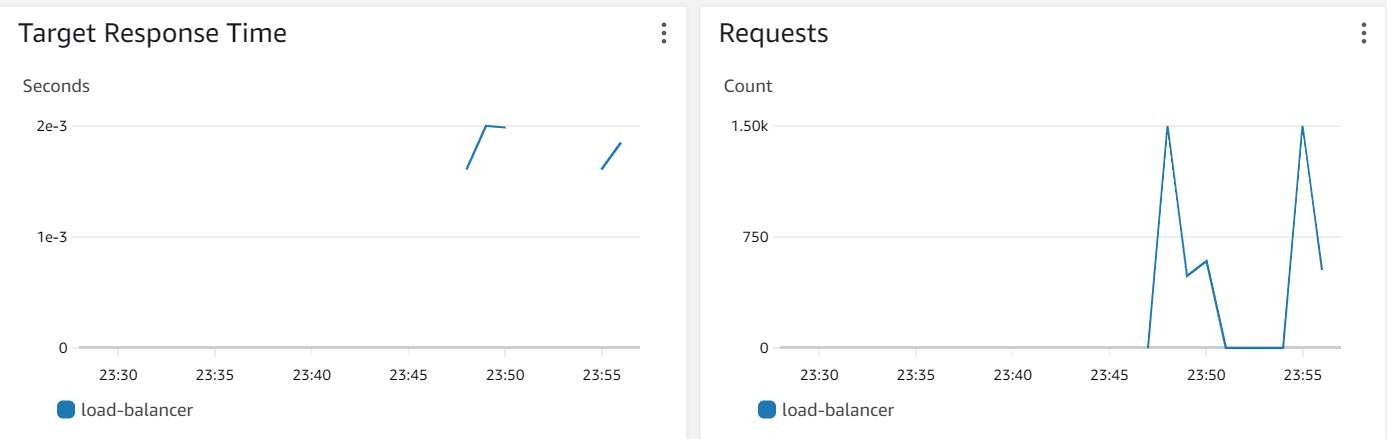 Target Response Time
Seconds
2e-3
1e-3
0
23:30 23:35 23:40 23:45 23:50 23:55
load-balancer
Requests
Count
1.50k
750
0
23:30 23:35 23:40 23:45 23:50 23:55
load-balancer